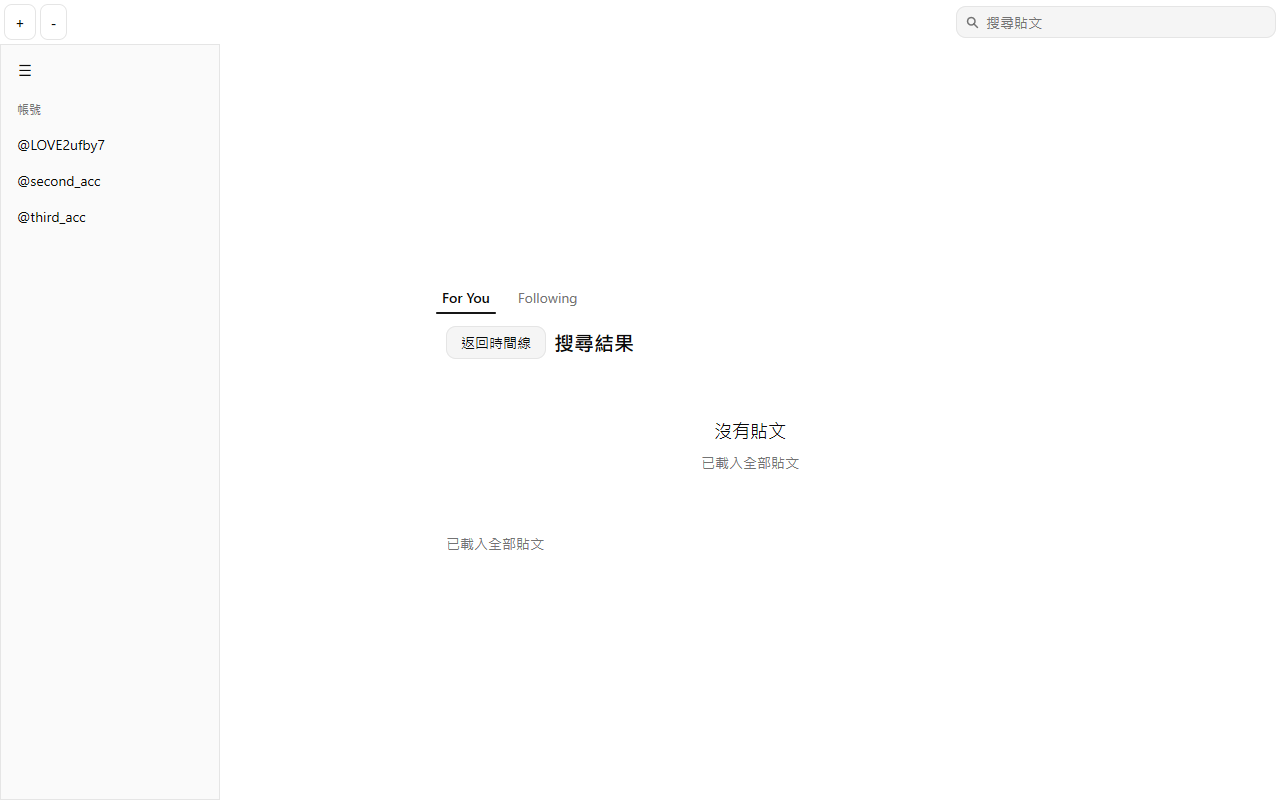 + -
搜尋貼文
☰
帳號
@LOVE2ufby7
@second_acc
@third_acc
For You Following
返回時間線 搜尋結果
沒有貼文
已載入全部貼文
已載入全部貼文